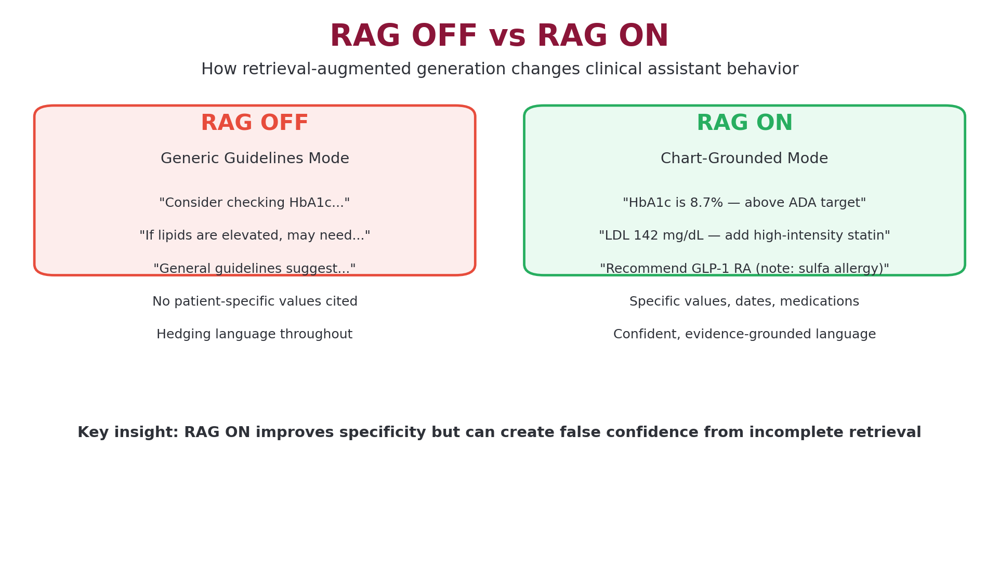 RAG OFF vs RAG ON
How retrieval-augmented generation changes clinical assistant behavior
RAG OFF
Generic Guidelines Mode
"Consider checking HbA1c..."
"If lipids are elevated, may need..."
"General guidelines suggest..."
No patient-specific values cited
Hedging language throughout
RAG ON
Chart-Grounded Mode
"HbA1c is 8.7% — above ADA target"
"LDL 142 mg/dL — add high-intensity statin"
"Recommend GLP-1 RA (note: sulfa allergy)"
Specific values, dates, medications
Confident, evidence-grounded language
Key insight: RAG ON improves specificity but can create false confidence from incomplete retrieval